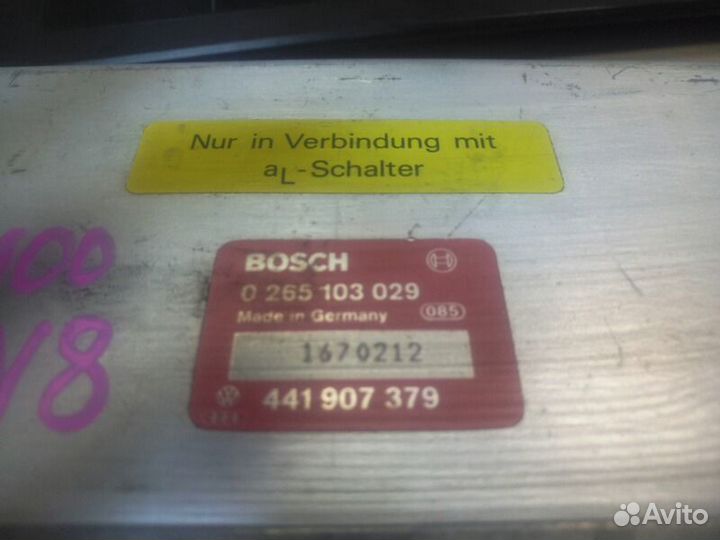 Nur in Verbindung mit
aL-Schalter
100
V8
BOSCH
0 265 103 029
Made in Germany
085
1670212
441 907 379
Avito